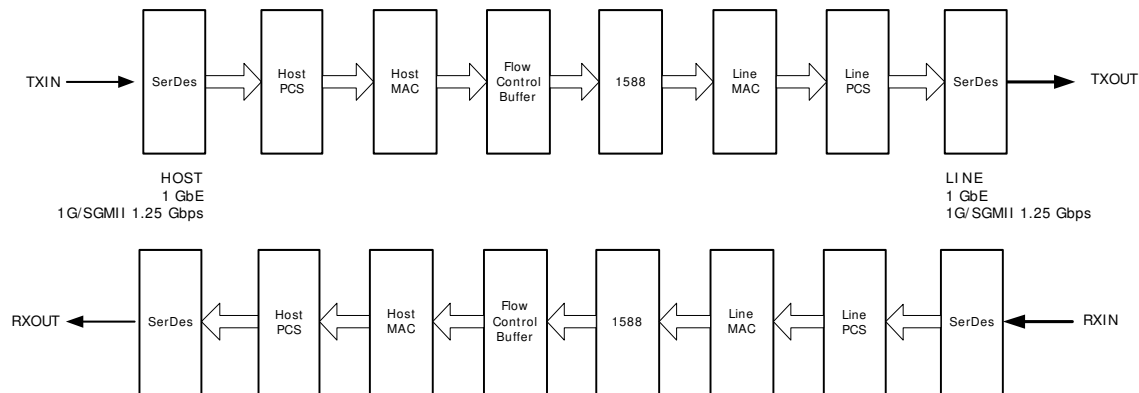 TXIN
SerDes
Host
PCS
Host
MAC
Flow
Control
Buffer
1588
Line
MAC
Line
PCS
SerDes
TXOUT
HOST
1 GbE
1G/SGMII 1.25 Gbps
LINE
1 GbE
1G/SGMII 1.25 Gbps
RXOUT
SerDes
Host
PCS
Host
MAC
Flow
Control
Buffer
1588
Line
MAC
Line
PCS
SerDes
RXIN